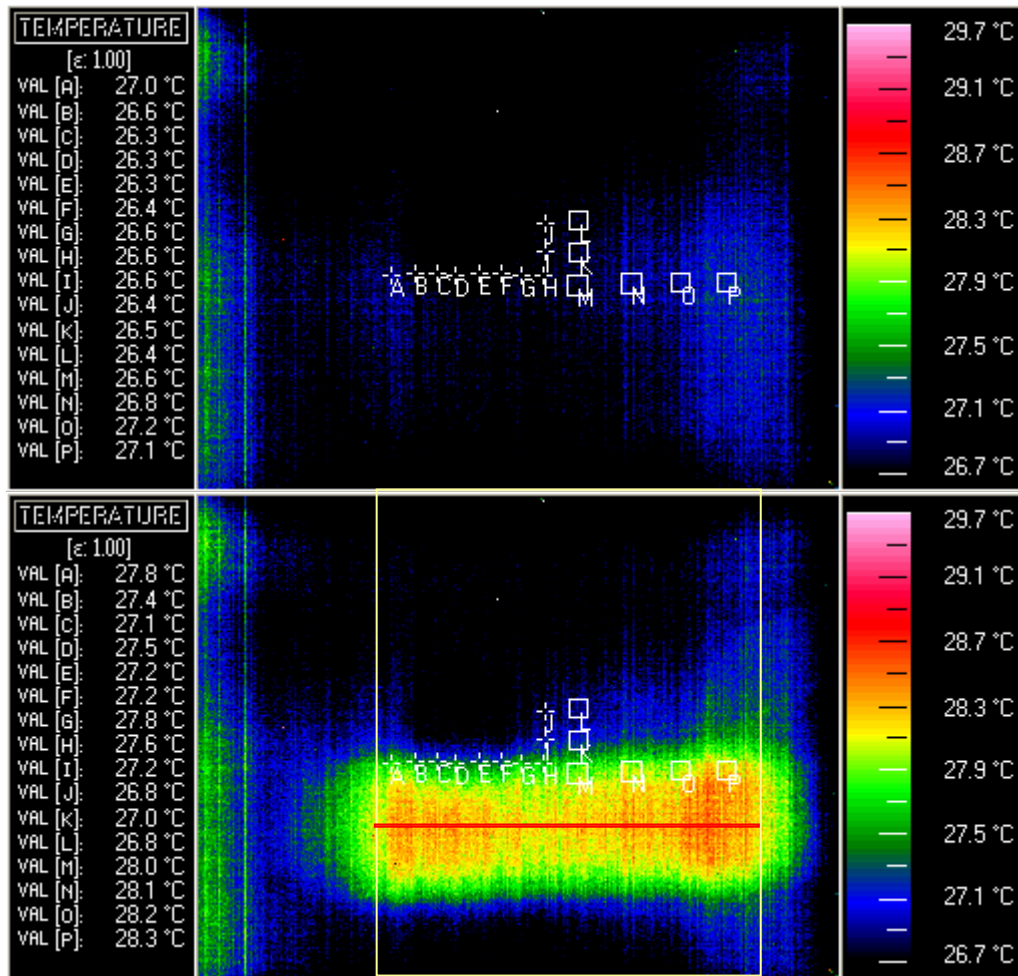 TEMPERATURE
[ε: 1.00]
VAL [A]: 27.0 °C
VAL [B]: 26.6 °C
VAL [C]: 26.3 °C
VAL [D]: 26.3 °C
VAL [E]: 26.3 °C
VAL [F]: 26.4 °C
VAL [G]: 26.6 °C
VAL [H]: 26.6 °C
VAL [I]: 26.6 °C
VAL [J]: 26.4 °C
VAL [K]: 26.5 °C
VAL [L]: 26.4 °C
VAL [M]: 26.6 °C
VAL [N]: 26.8 °C
VAL [O]: 27.2 °C
VAL [P]: 27.1 °C
J L
I K
A B C D E F G H M N O P
29.7 °C
29.1 °C
28.7 °C
28.3 °C
27.9 °C
27.5 °C
27.1 °C
26.7 °C
TEMPERATURE
[ε: 1.00]
VAL [A]: 27.8 °C
VAL [B]: 27.4 °C
VAL [C]: 27.1 °C
VAL [D]: 27.5 °C
VAL [E]: 27.2 °C
VAL [F]: 27.2 °C
VAL [G]: 27.8 °C
VAL [H]: 27.6 °C
VAL [I]: 27.2 °C
VAL [J]: 26.8 °C
VAL [K]: 27.0 °C
VAL [L]: 26.8 °C
VAL [M]: 28.0 °C
VAL [N]: 28.1 °C
VAL [O]: 28.2 °C
VAL [P]: 28.3 °C
J L
I K
A B C D E F G H M N O P
29.7 °C
29.1 °C
28.7 °C
28.3 °C
27.9 °C
27.5 °C
27.1 °C
26.7 °C